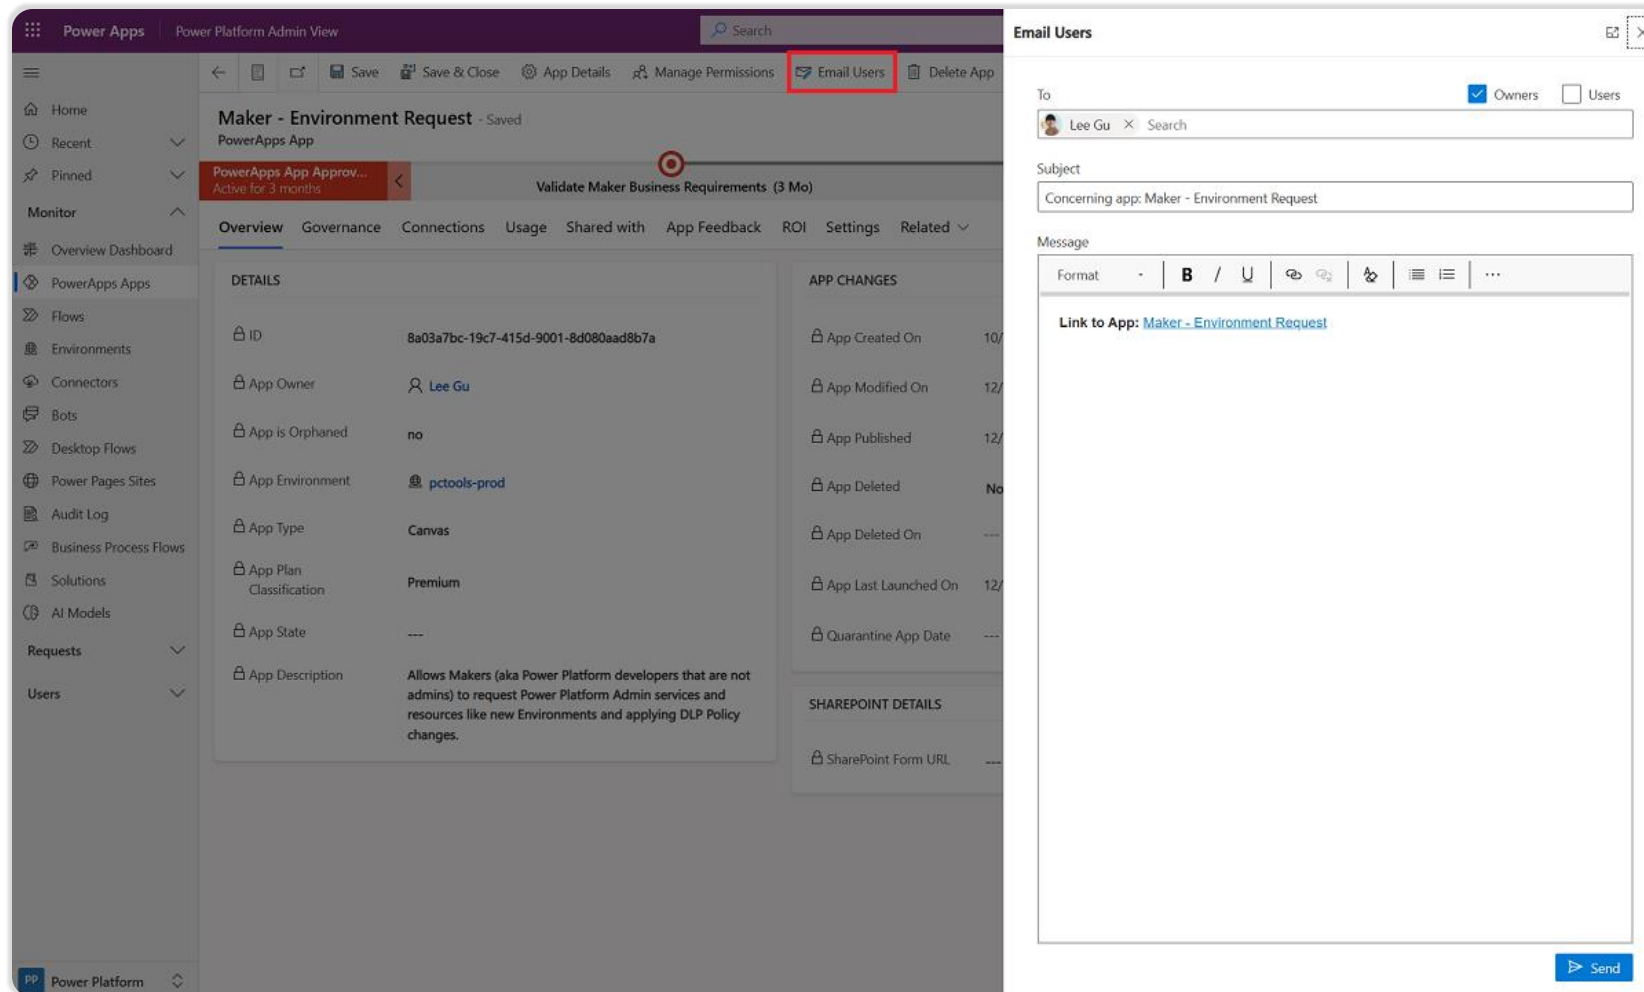 Power Apps
Power Platform Admin View
Search
Save
Save & Close
App Details
Manage Permissions
Email Users
Delete App
Home
Recent
Pinned
Monitor
Overview Dashboard
PowerApps Apps
Flows
Environments
Connectors
Bots
Desktop Flows
Power Pages Sites
Audit Log
Business Process Flows
Solutions
AI Models
Requests
Users
PP
Power Platform
Maker - Environment Request - Saved
PowerApps App
PowerApps App Approv...
Active for 3 months
Validate Maker Business Requirements (3 Mo)
Overview
Governance
Connections
Usage
Shared with
App Feedback
ROI
Settings
Related
DETAILS
ID
8a03a7bc-19c7-415d-9001-8d080aad8b7a
App Owner
Lee Gu
App is Orphaned
no
App Environment
pctools-prod
App Type
Canvas
App Plan
Classification
Premium
App State
---
App Description
Allows Makers (aka Power Platform developers that are not
admins) to request Power Platform Admin services and
resources like new Environments and applying DLP Policy
changes.
APP CHANGES
App Created On
10/
App Modified On
12/
App Published
12/
App Deleted
No
App Deleted On
---
App Last Launched On
12/
Quarantine App Date
---
SHAREPOINT DETAILS
SharePoint Form URL
---
Email Users
To
Owners
Users
Lee Gu
Search
Subject
Concerning app: Maker - Environment Request
Message
Format
B
I
U
Link to App: Maker - Environment Request
Send